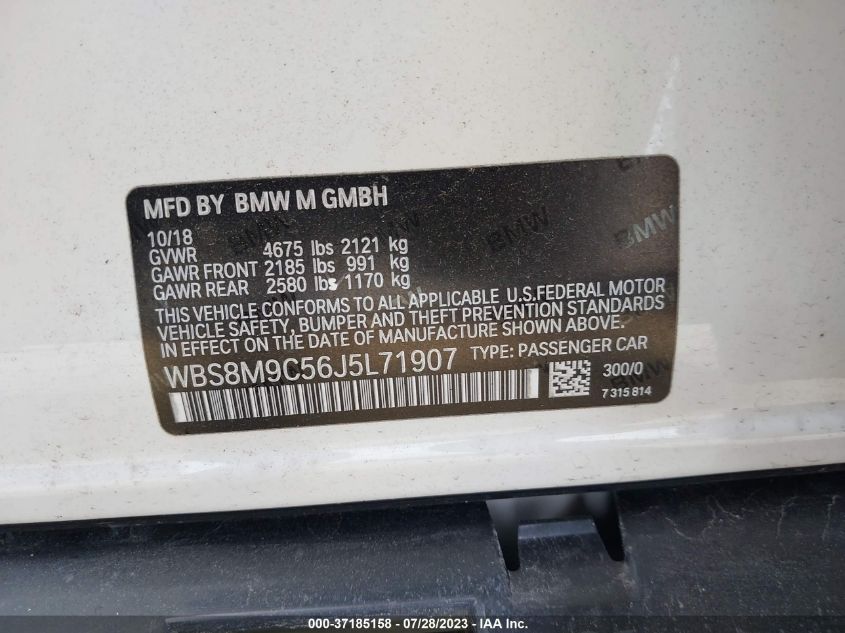 MFD BY BMW M GMBH
10/18
GVWR 4675 lbs 2121 kg
GAWR FRONT 2185 lbs 991 kg
GAWR REAR 2580 lbs 1170 kg
THIS VEHICLE CONFORMS TO ALL APPLICABLE U.S.FEDERAL MOTOR
VEHICLE SAFETY, BUMPER AND THEFT PREVENTION STANDARDS
IN EFFECT ON THE DATE OF MANUFACTURE SHOWN ABOVE.
WBS8M9C56J5L71907 TYPE: PASSENGER CAR
300/0
7 315 814
BMW
BMW
BMW
000-37185158 - 07/28/2023 - IAA Inc.